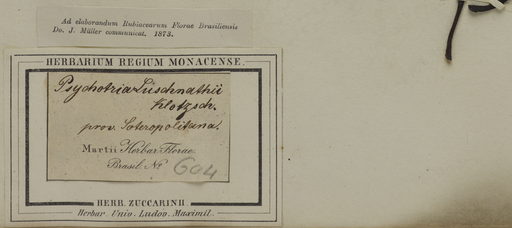 Ad elaborandum Rubiacearum Florae Brasiliensis
Do. J. Müller communicat. 1873.
HERBARIUM REGIUM MONACENSE.
Psychotria Luschnathii
Klotzsch.
prov. Soteropolitana.
Martii Herbar. Florae
Brasil. No 604
HERB. ZUCCARINII.
Herbar. Univ. Ludov. Maximil.